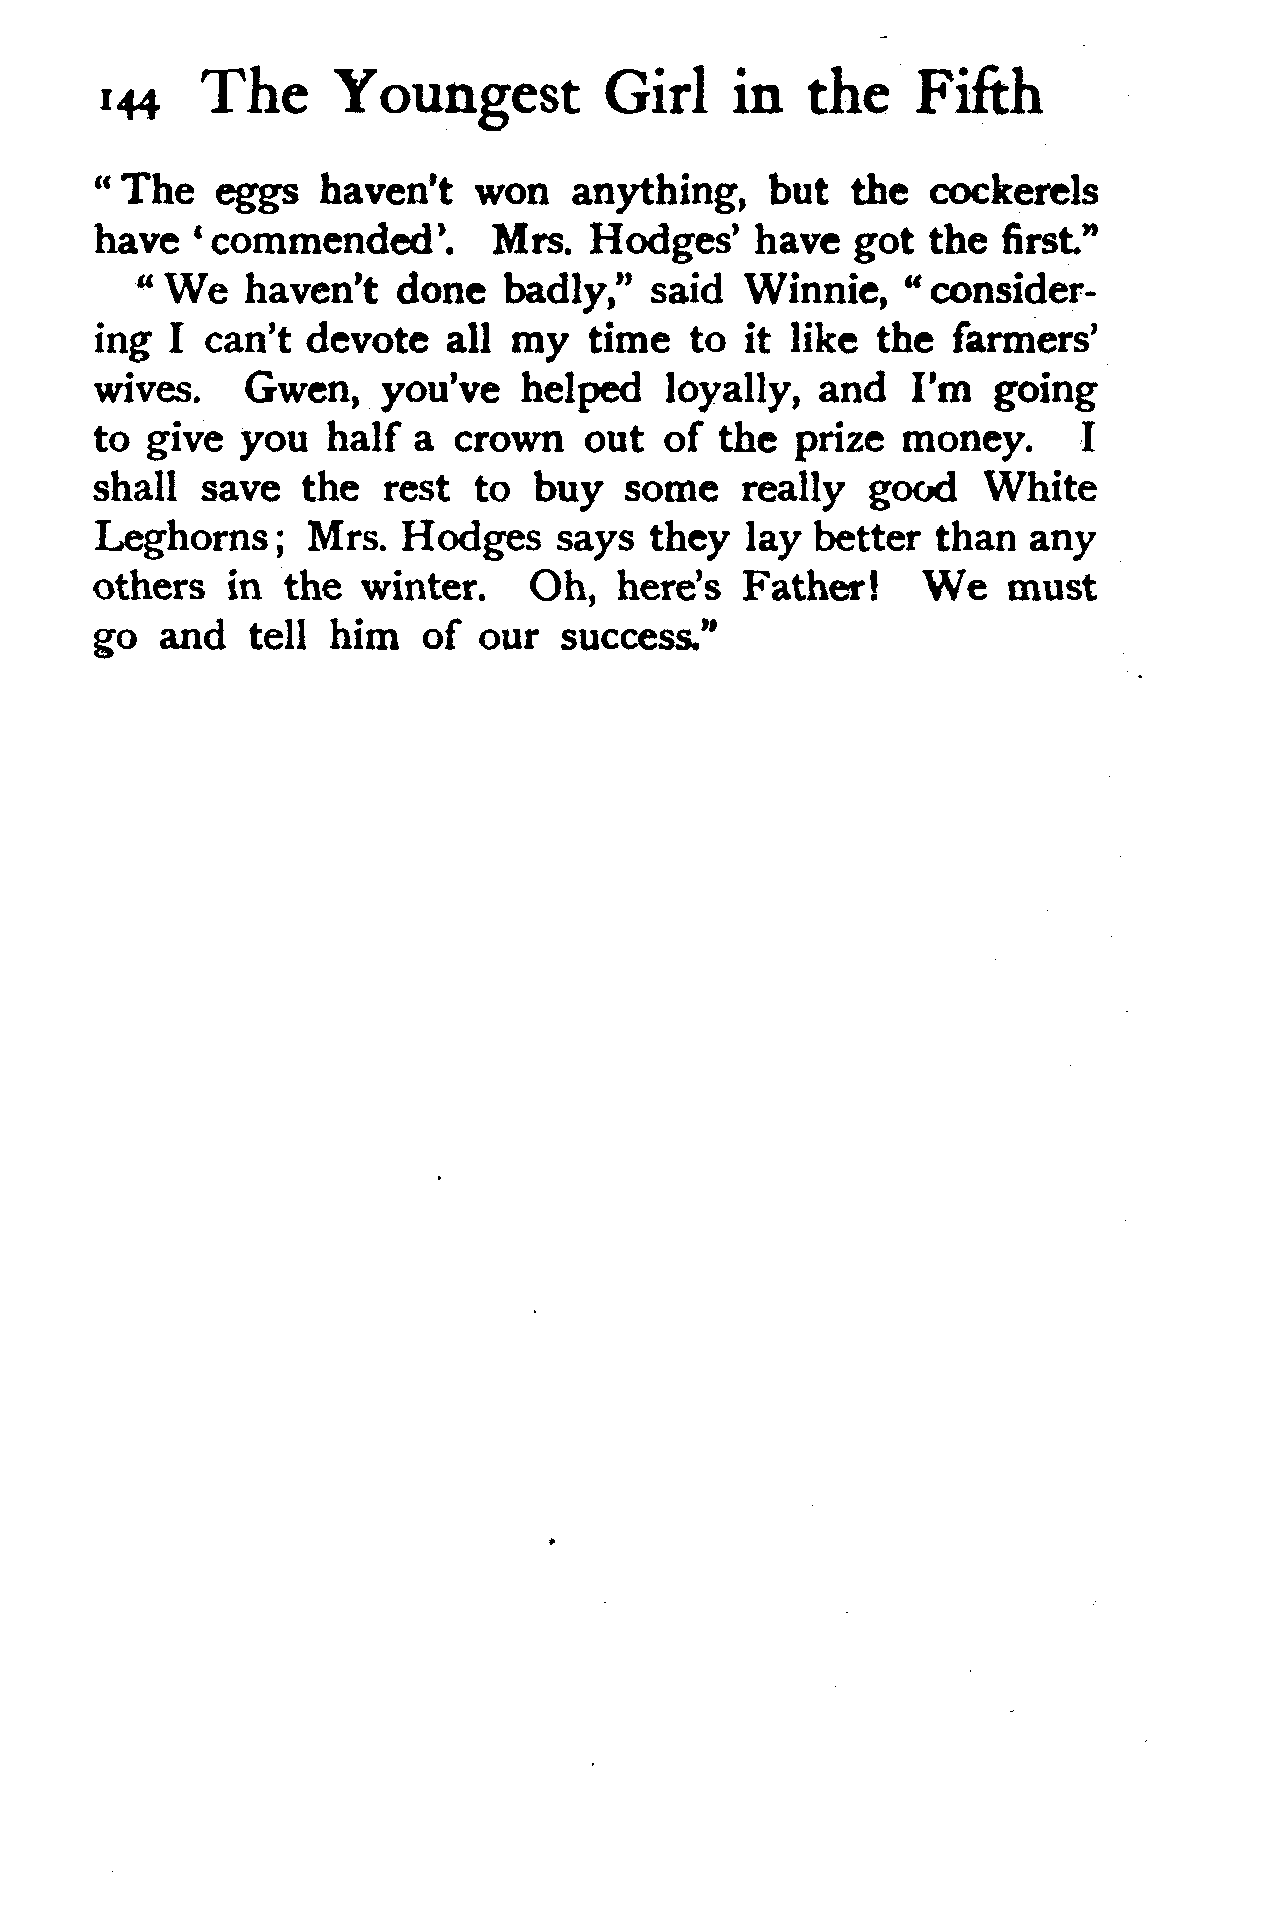 144 The Youngest Girl in the Fifth
“The eggs haven't won anything, but the cockerels
have ‘commended’. Mrs. Hodges’ have got the first.”
“We haven't done badly,” said Winnie, “consider-
ing I can't devote all my time to it like the farmers’
wives. Gwen, you've helped loyally, and I'm going
to give you half a crown out of the prize money. I
shall save the rest to buy some really good White
Leghorns; Mrs. Hodges says they lay better than any
others in the winter. Oh, here's Father! We must
go and tell him of our success.”